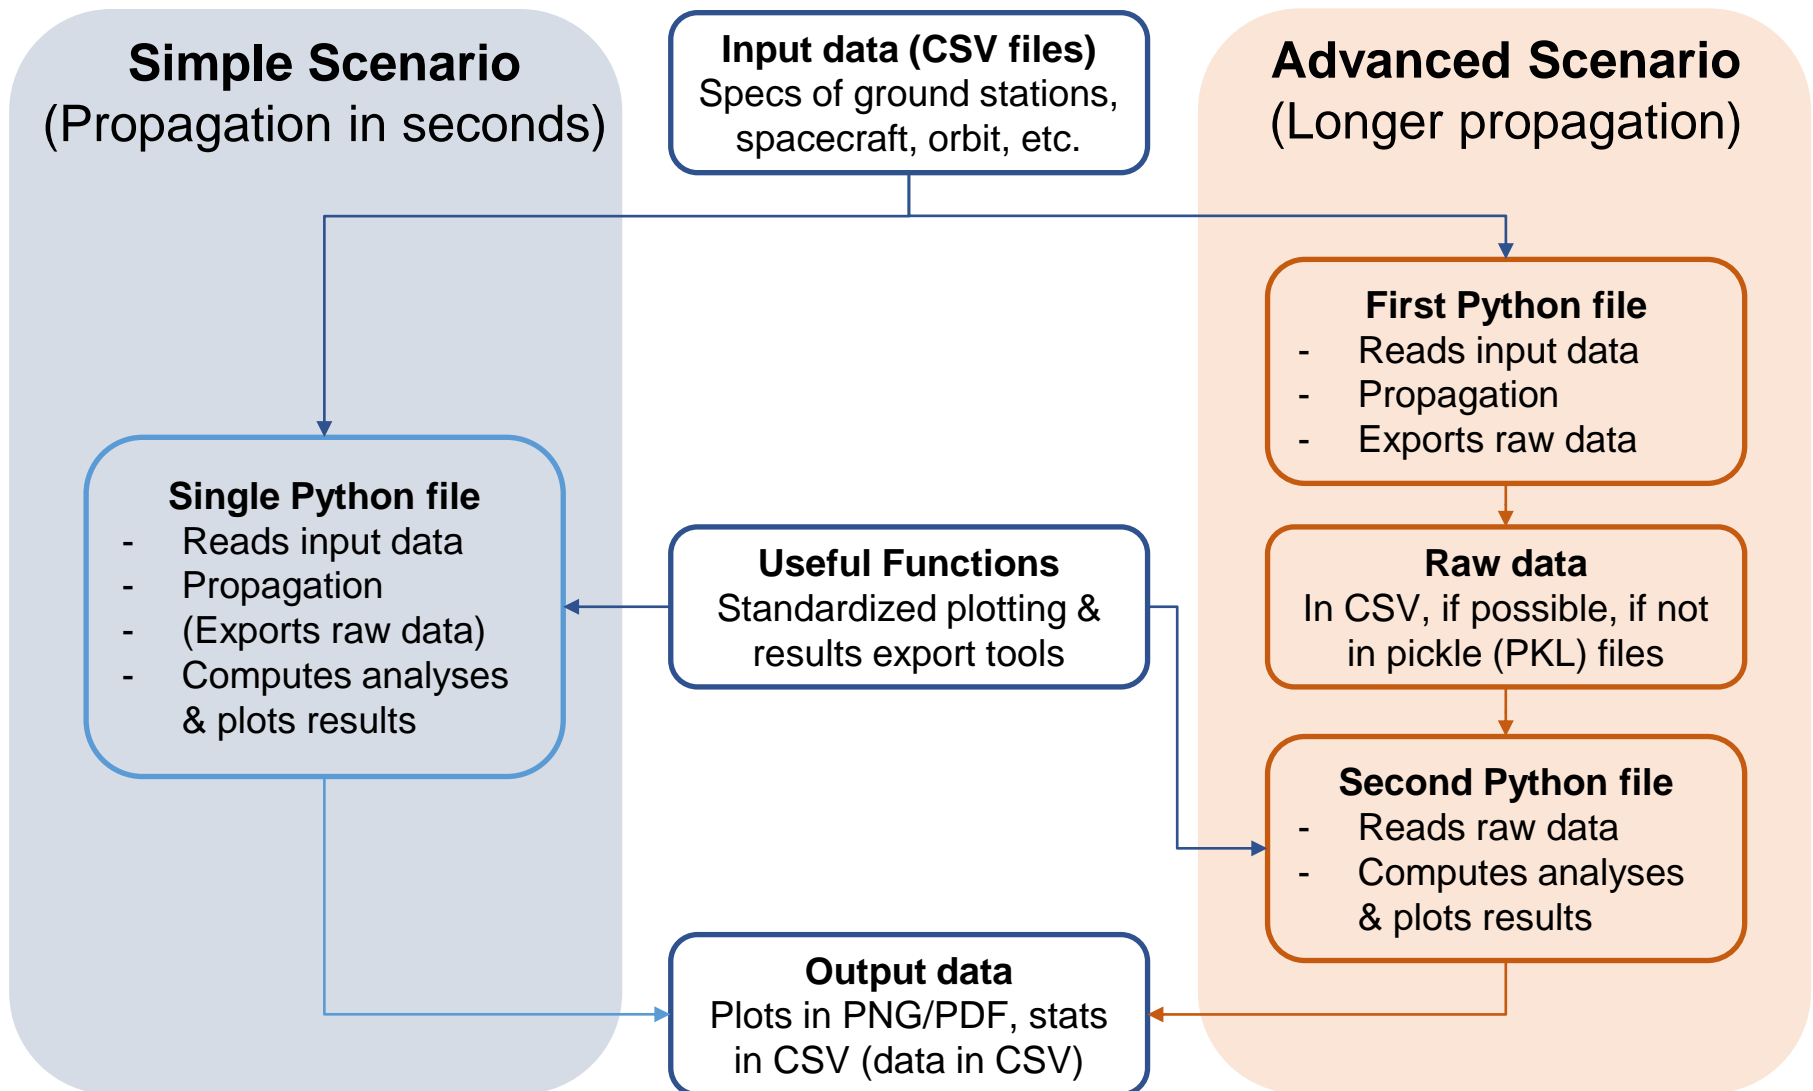 Simple Scenario
(Propagation in seconds)
Input data (CSV files)
Specs of ground stations,
spacecraft, orbit, etc.
Advanced Scenario
(Longer propagation)
First Python file
- Reads input data
- Propagation
- Exports raw data
Single Python file
- Reads input data
- Propagation
- (Exports raw data)
- Computes analyses
& plots results
Useful Functions
Standardized plotting &
results export tools
Raw data
In CSV, if possible, if not
in pickle (PKL) files
Second Python file
- Reads raw data
- Computes analyses
& plots results
Output data
Plots in PNG/PDF, stats
in CSV (data in CSV)